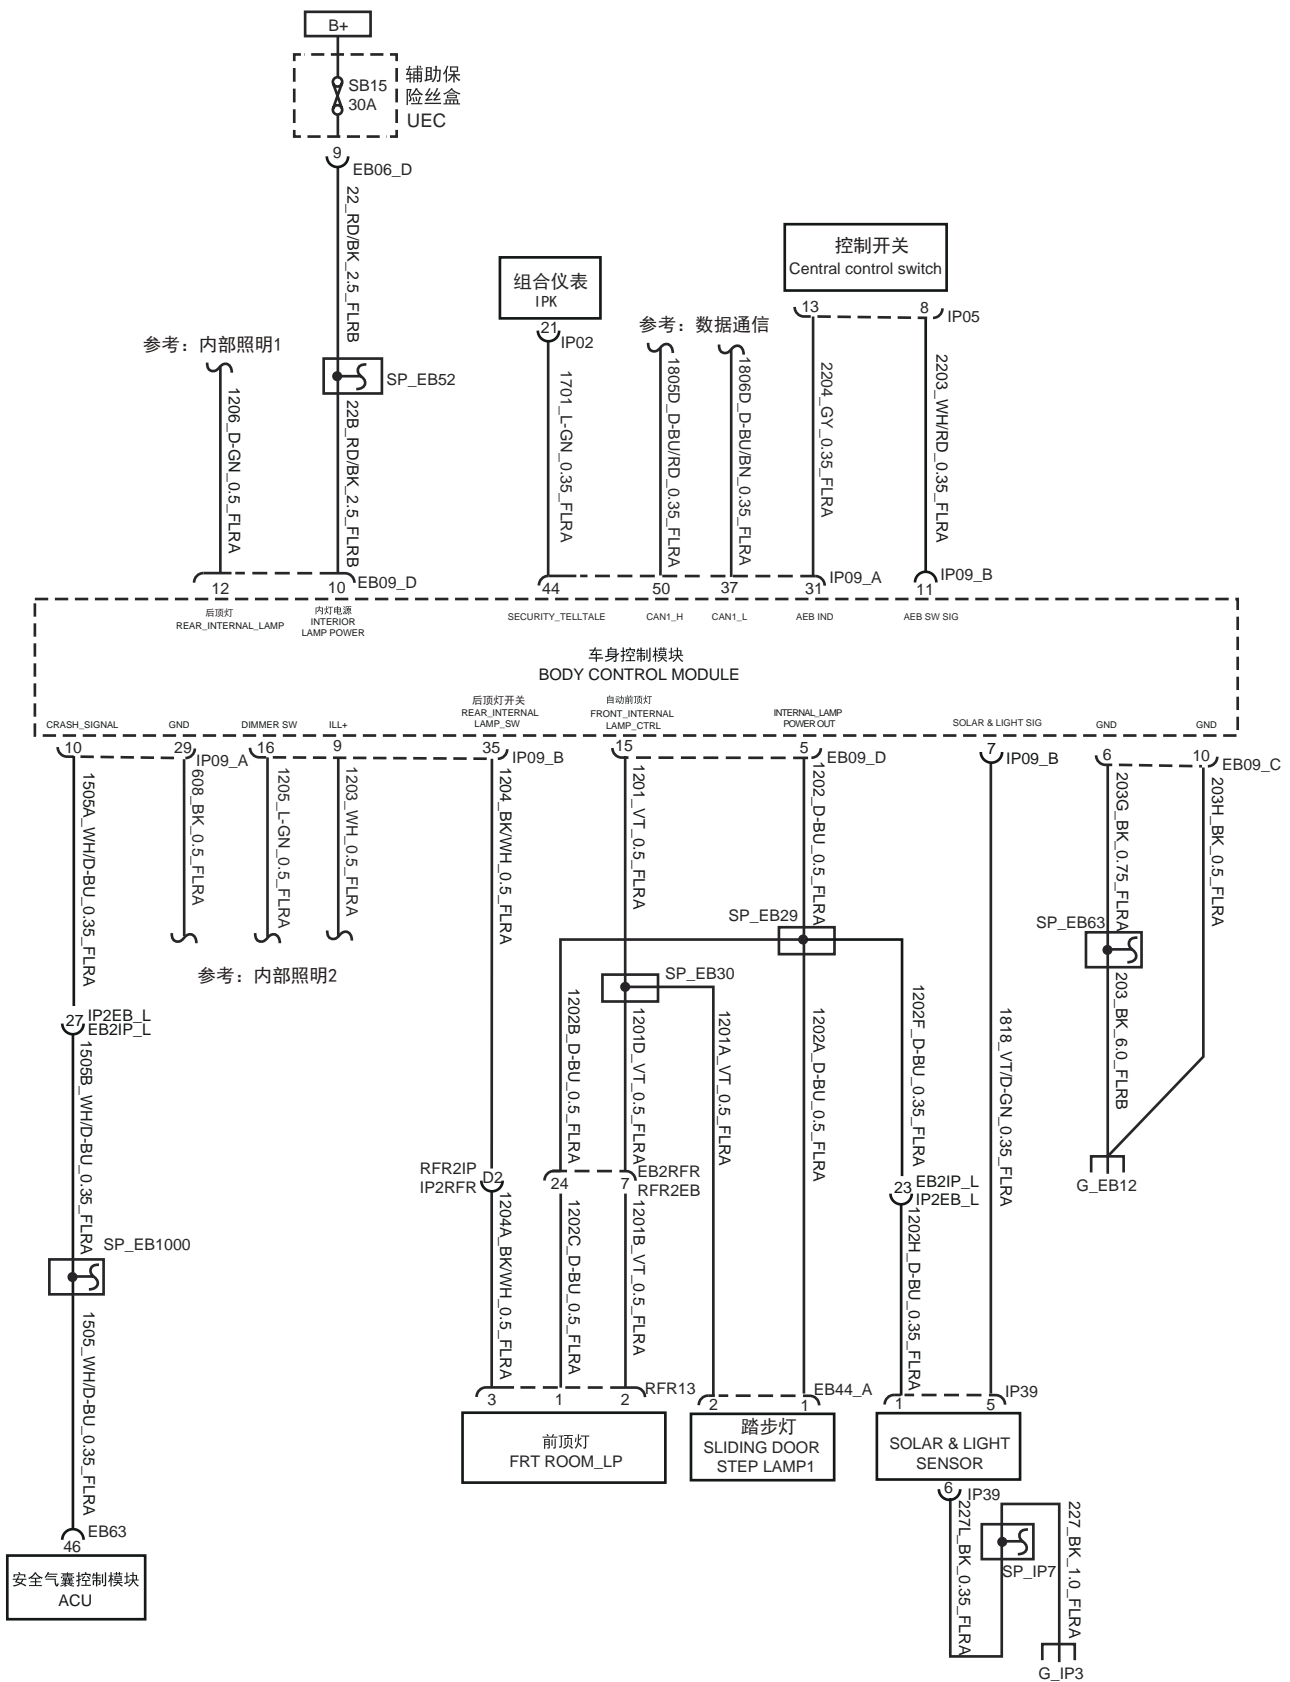 B+
SB15
30A
辅助保
险丝盒
UEC
9
EB06_D
22_RD/BK_2.5_FLRB
控制开关
Central control switch
组合仪表
IPK
13
8
IP05
21
IP02
参考：数据通信
参考：内部照明1
SP_EB52
1206_D-GN_0.5_FLRA
22B_RD/BK_2.5_FLRB
1701_L-GN_0.35_FLRA
1805D_D-BU/RD_0.35_FLRA
1806D_D-BU/BN_0.35_FLRA
2204_GY_0.35_FLRA
2203_WH/RD_0.35_FLRA
12
10
EB09_D
44
50
37
31
IP09_A
11
IP09_B
后顶灯
REAR_INTERNAL_LAMP
内灯电源
INTERIOR
LAMP POWER
SECURITY_TELLTALE
CAN1_H
CAN1_L
AEB IND
AEB SW SIG
车身控制模块
BODY CONTROL MODULE
CRASH_SIGNAL
GND
DIMMER SW
ILL+
后顶灯开关
REAR_INTERNAL
LAMP_SW
自动前顶灯
FRONT_INTERNAL
LAMP_CTRL
INTERNAL_LAMP
POWER OUT
SOLAR & LIGHT SIG
GND
GND
10
29
IP09_A
16
9
35
IP09_B
15
5
EB09_D
7
IP09_B
6
10
EB09_C
1505A_WH/D-BU_0.35_FLRA
608_BK_0.5_FLRA
1205_L-GN_0.5_FLRA
1203_WH_0.5_FLRA
1204_BK/WH_0.5_FLRA
1201_VT_0.5_FLRA
1202_D-BU_0.5_FLRA
203G_BK_0.75_FLRA
203H_BK_0.5_FLRA
SP_EB29
SP_EB63
参考：内部照明2
SP_EB30
27
IP2EB_L
EB2IP_L
1202B_D-BU_0.5_FLRA
1201D_VT_0.5_FLRA
1201A_VT_0.5_FLRA
1202A_D-BU_0.5_FLRA
1202F_D-BU_0.35_FLRA
1818_VT/D-GN_0.35_FLRA
203_BK_6.0_FLRB
1505B_WH/D-BU_0.35_FLRA
RFR2IP
IP2RFR
D2
24
7
EB2RFR
RFR2EB
23
EB2IP_L
IP2EB_L
G_EB12
SP_EB1000
1204A_BK/WH_0.5_FLRA
1202C_D-BU_0.5_FLRA
1201B_VT_0.5_FLRA
1202H_D-BU_0.35_FLRA
1505_WH/D-BU_0.35_FLRA
3
1
2
RFR13
2
1
EB44_A
1
5
IP39
前顶灯
FRT ROOM_LP
踏步灯
SLIDING DOOR
STEP LAMP1
SOLAR & LIGHT
SENSOR
6
IP39
227L_BK_0.35_FLRA
SP_IP7
227_BK_1.0_FLRA
G_IP3
EB63
46
安全气囊控制模块
ACU